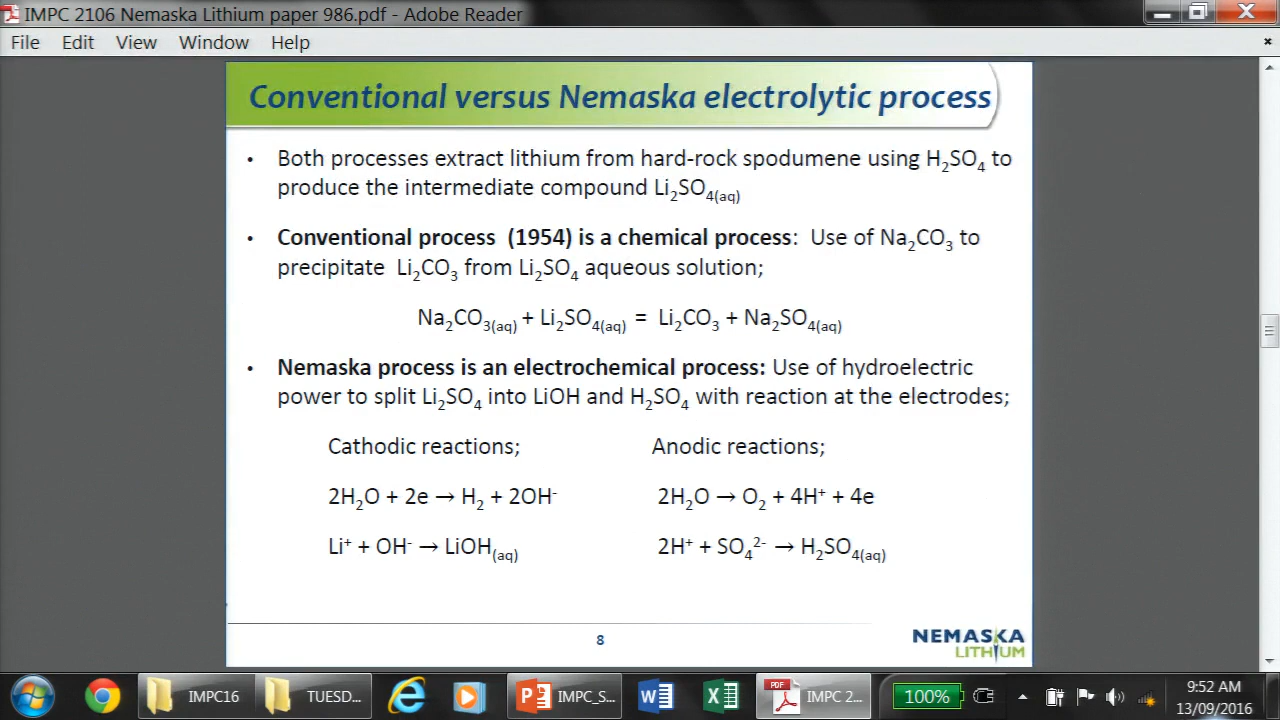 IMPC 2106 Nemaska Lithium paper 986.pdf - Adobe Reader
File Edit View Window Help
Conventional versus Nemaska electrolytic process
• Both processes extract lithium from hard-rock spodumene using H₂SO₄ to
produce the intermediate compound Li₂SO₄(aq)
• Conventional process (1954) is a chemical process: Use of Na₂CO₃ to
precipitate Li₂CO₃ from Li₂SO₄ aqueous solution;
Na₂CO₃(aq) + Li₂SO₄(aq) = Li₂CO₃ + Na₂SO₄(aq)
• Nemaska process is an electrochemical process: Use of hydroelectric
power to split Li₂SO₄ into LiOH and H₂SO₄ with reaction at the electrodes;
Cathodic reactions; Anodic reactions;
2H₂O + 2e → H₂ + 2OH⁻ 2H₂O → O₂ + 4H⁺ + 4e
Li⁺ + OH⁻ → LiOH(aq) 2H⁺ + SO₄²⁻ → H₂SO₄(aq)
8
NEMASKA
LITHIUM
IMPC16 TUESD... IMPC_S... PDF IMPC 2... 100% 9:52 AM
13/09/2016